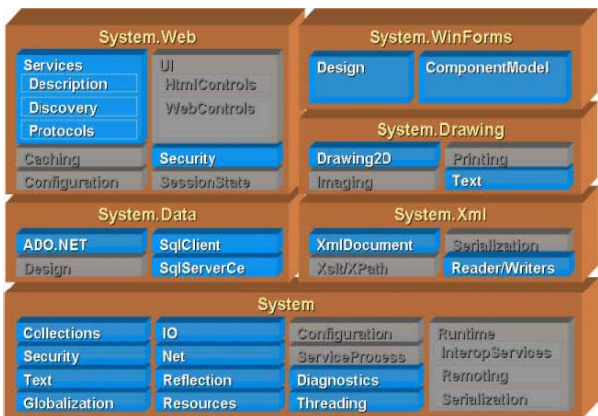 System.Web
Services
Description
Discovery
Protocols
UI
HtmlControls
WebControls
Caching
Security
Configuration
SessionState
System.WinForms
Design
ComponentModel
System.Drawing
Drawing2D
Printing
Imaging
Text
System.Data
ADO.NET
SqlClient
Design
SqlServerCe
System.Xml
XmlDocument
Serialization
Xslt/XPath
Reader/Writers
System
Collections
IO
Configuration
Runtime
Security
Net
ServiceProcess
InteropServices
Text
Reflection
Diagnostics
Remoting
Globalization
Resources
Threading
Serialization